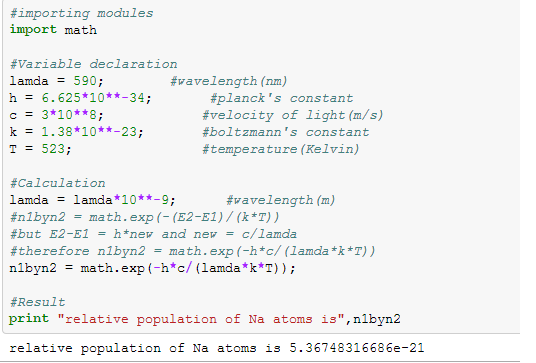 #importing modules
import math
#Variable declaration
lamda = 590; #wavelength(nm)
h = 6.625*10**-34; #planck's constant
c = 3*10**8; #velocity of light(m/s)
k = 1.38*10**-23; #boltzmann's constant
T = 523; #temperature(Kelvin)
#Calculation
lamda = lamda*10**-9; #wavelength(m)
#n1byn2 = math.exp(-(E2-E1)/(k*T))
#but E2-E1 = h*new and new = c/lamda
#therefore n1byn2 = math.exp(-h*c/(lamda*k*T))
n1byn2 = math.exp(-h*c/(lamda*k*T));
#Result
print "relative population of Na atoms is",n1byn2
relative population of Na atoms is 5.36748316686e-21